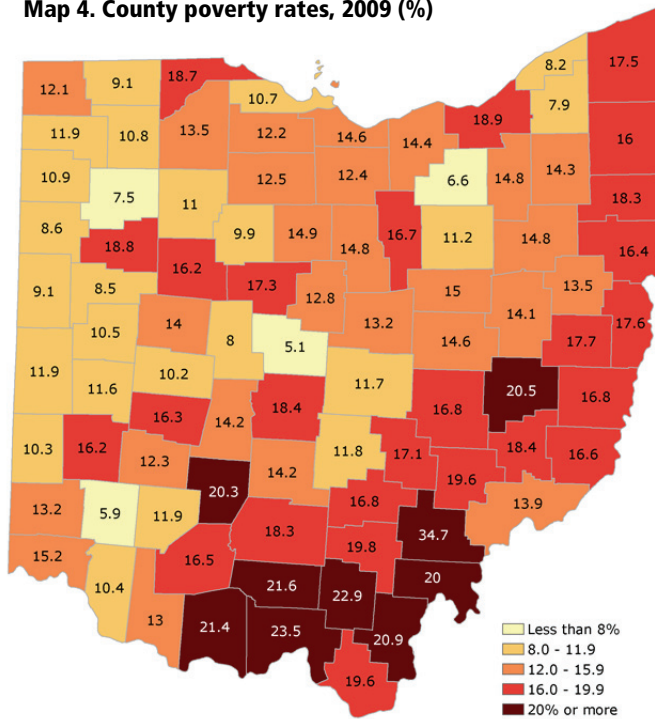 Map 4. County poverty rates, 2009 (%)
12.1 9.1 18.7 8.2 17.5
10.7 7.9
11.9 10.8 13.5 12.2 14.6 14.4 18.9 16
10.9 7.5 11 12.5 12.4 6.6 14.8 14.3 18.3
8.6 18.8 9.9 14.9 14.8 16.7 11.2 14.8 16.4
9.1 8.5 16.2 17.3 12.8 15 13.5
10.5 14 8 5.1 13.2 14.6 14.1 17.7 17.6
11.9 11.6 10.2 11.7 16.8 20.5 16.8
16.3 14.2 18.4
10.3 16.2 12.3 14.2 11.8 17.1 19.6 18.4 16.6
13.2 5.9 11.9 20.3 16.8 13.9
18.3 19.8 34.7
15.2 10.4 16.5 21.6 22.9 20
13 21.4 23.5 20.9
19.6
Less than 8%
8.0 - 11.9
12.0 - 15.9
16.0 - 19.9
20% or more